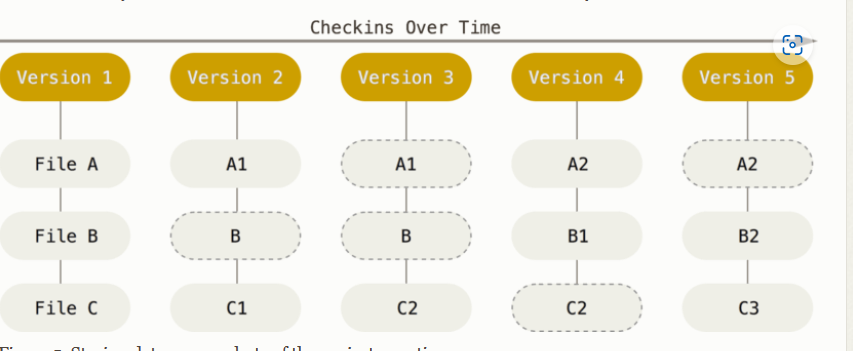 Checkins Over Time
Version 1 Version 2 Version 3 Version 4 Version 5
File A A1 A1 A2 A2
File B B B B1 B2
File C C1 C2 C2 C3